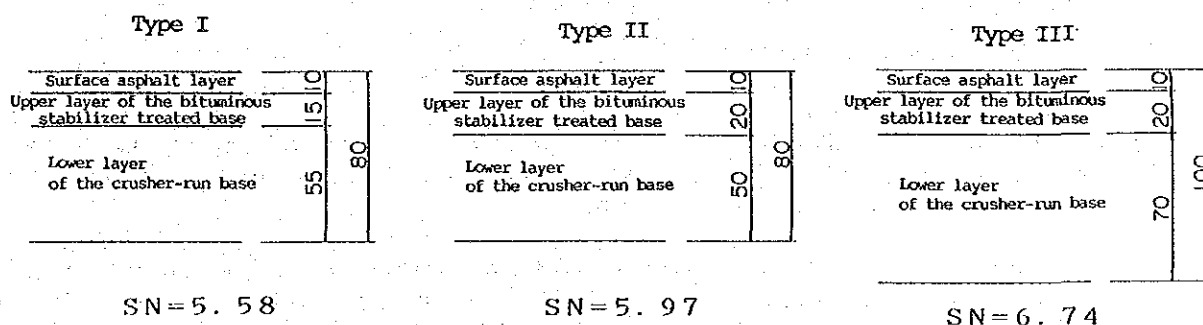 Type I
Surface asphalt layer
10
Upper layer of the bituminous
stabilizer treated base
15
Lower layer
of the crusher-run base
55
80
SN=5.58
Type II
Surface asphalt layer
10
Upper layer of the bituminous
stabilizer treated base
20
Lower layer
of the crusher-run base
50
80
SN=5.97
Type III
Surface asphalt layer
10
Upper layer of the bituminous
stabilizer treated base
20
Lower layer
of the crusher-run base
70
100
SN=6.74